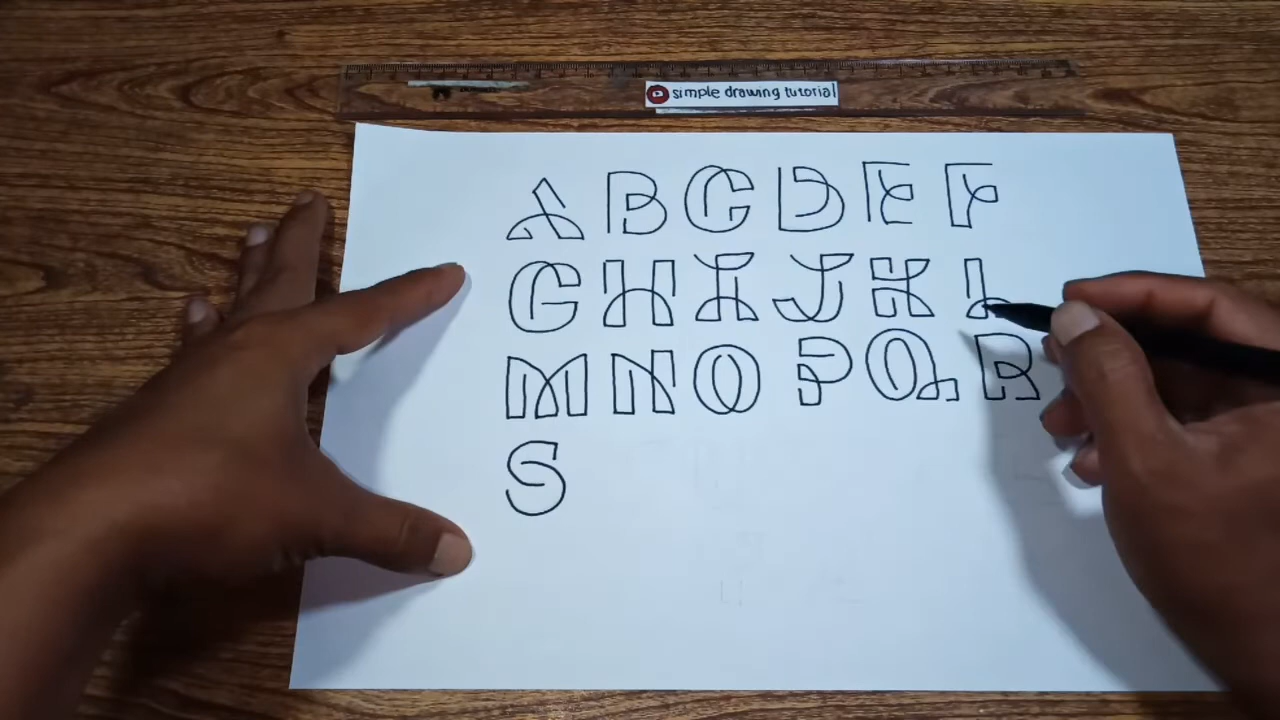 simple drawing tutorial
A B C D E F
G H I J K L
M N O P Q R
S